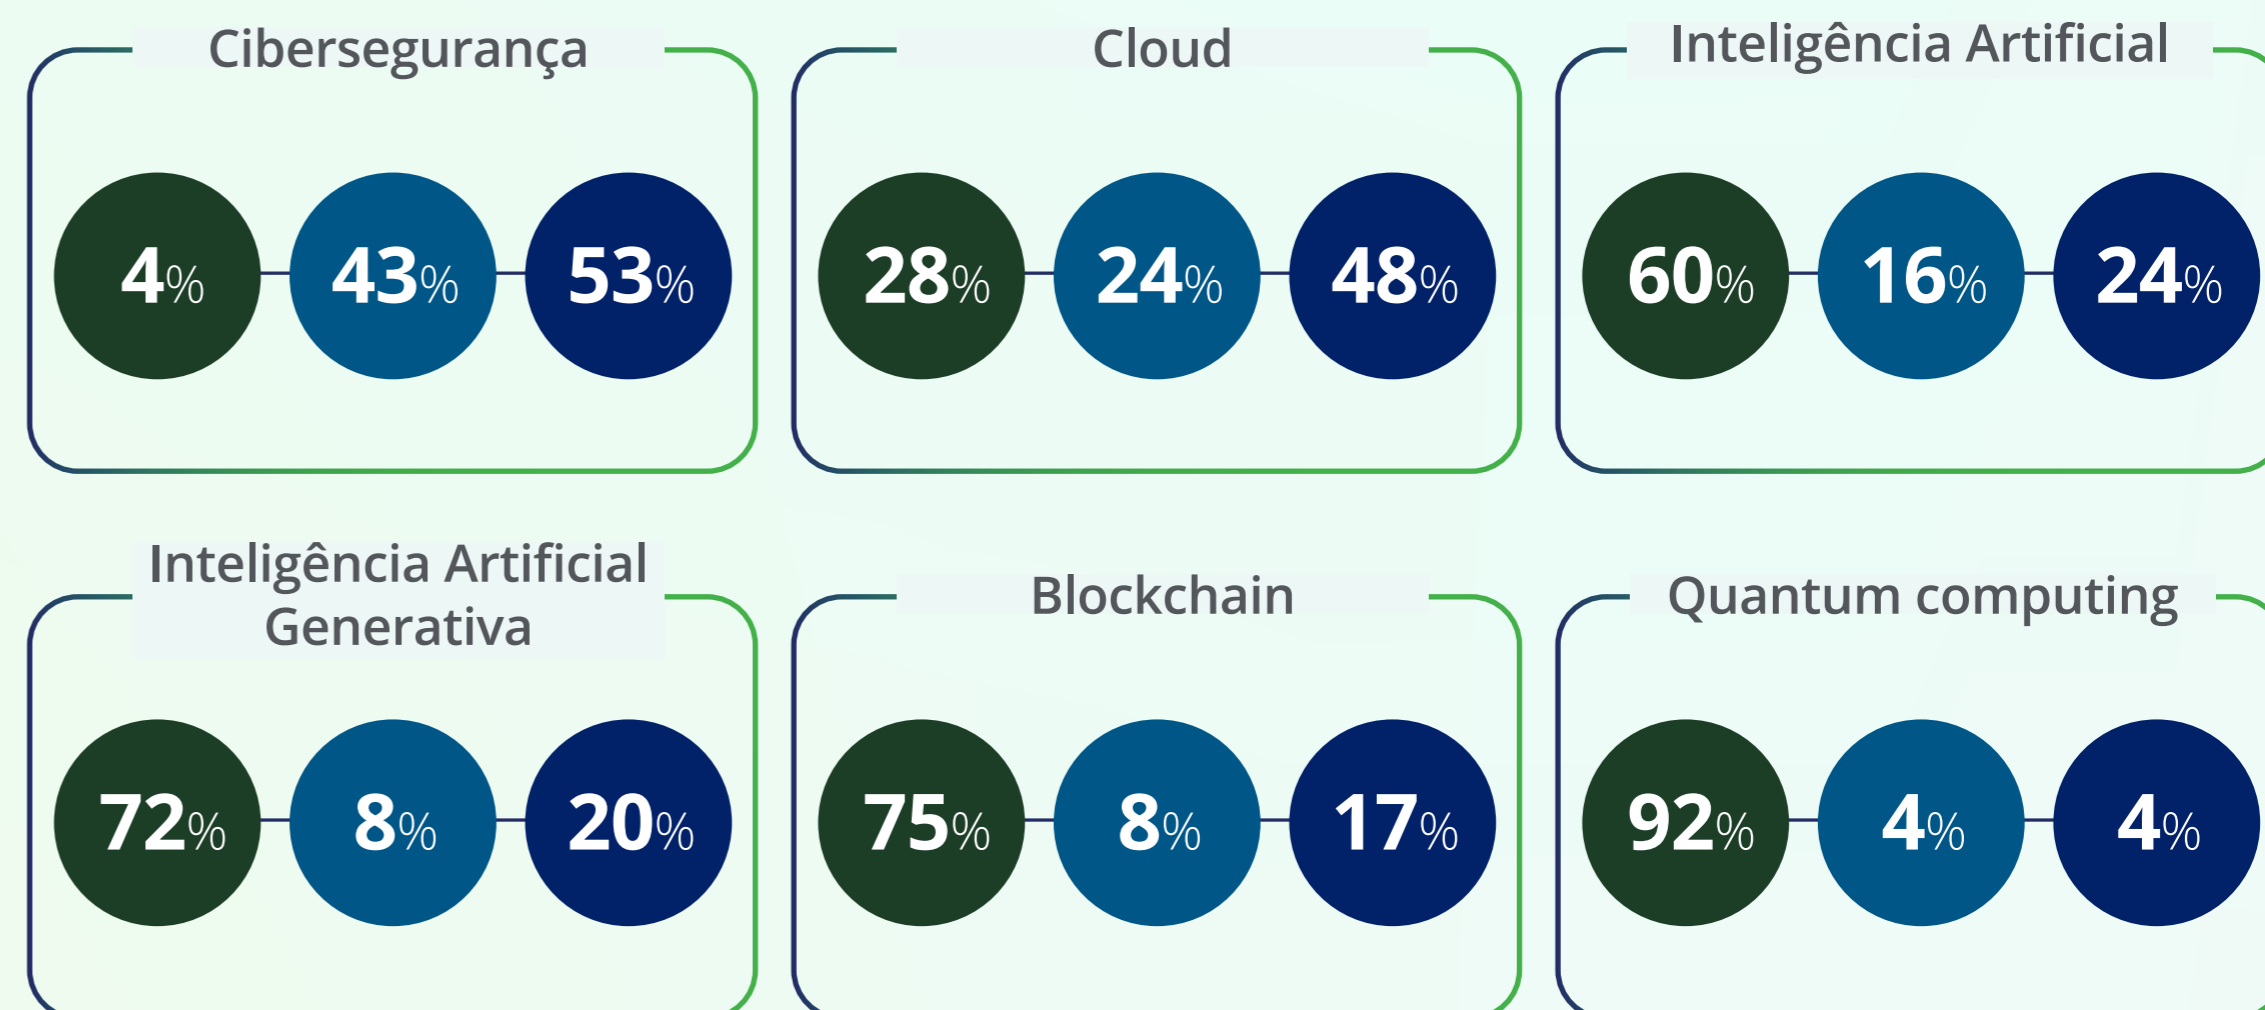 Cibersegurança
Cloud
Inteligência Artificial
4% 43% 53%
28% 24% 48%
60% 16% 24%
Inteligência Artificial
Generativa
Blockchain
Quantum computing
72% 8% 20%
75% 8% 17%
92% 4% 4%